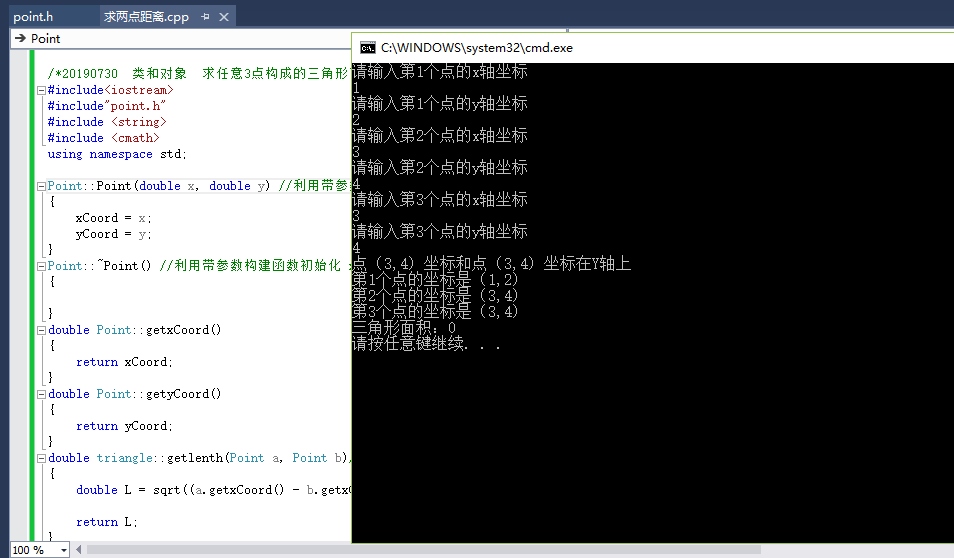 point.h
求两点距离.cpp
Point
/*20190730 类和对象 求任意3点构成的三角形
#include<iostream>
#include"point.h"
#include <string>
#include <cmath>
using namespace std;
Point::Point(double x, double y) //利用带参
{
xCoord = x;
yCoord = y;
}
Point::~Point() //利用带参数构建函数初始化
{
}
double Point::getxCoord()
{
return xCoord;
}
double Point::getyCoord()
{
return yCoord;
}
double triangle::getlenth(Point a, Point b)
{
double L = sqrt((a.getxCoord() - b.getx
return L;
}
100 %
C:\WINDOWS\system32\cmd.exe
请输入第1个点的x轴坐标
1
请输入第1个点的y轴坐标
2
请输入第2个点的x轴坐标
3
请输入第2个点的y轴坐标
4
请输入第3个点的x轴坐标
3
请输入第3个点的y轴坐标
4
点（3,4）坐标和点（3,4）坐标在Y轴上
第1个点的坐标是（1,2）
第2个点的坐标是（3,4）
第3个点的坐标是（3,4）
三角形面积：0
请按任意键继续. . .